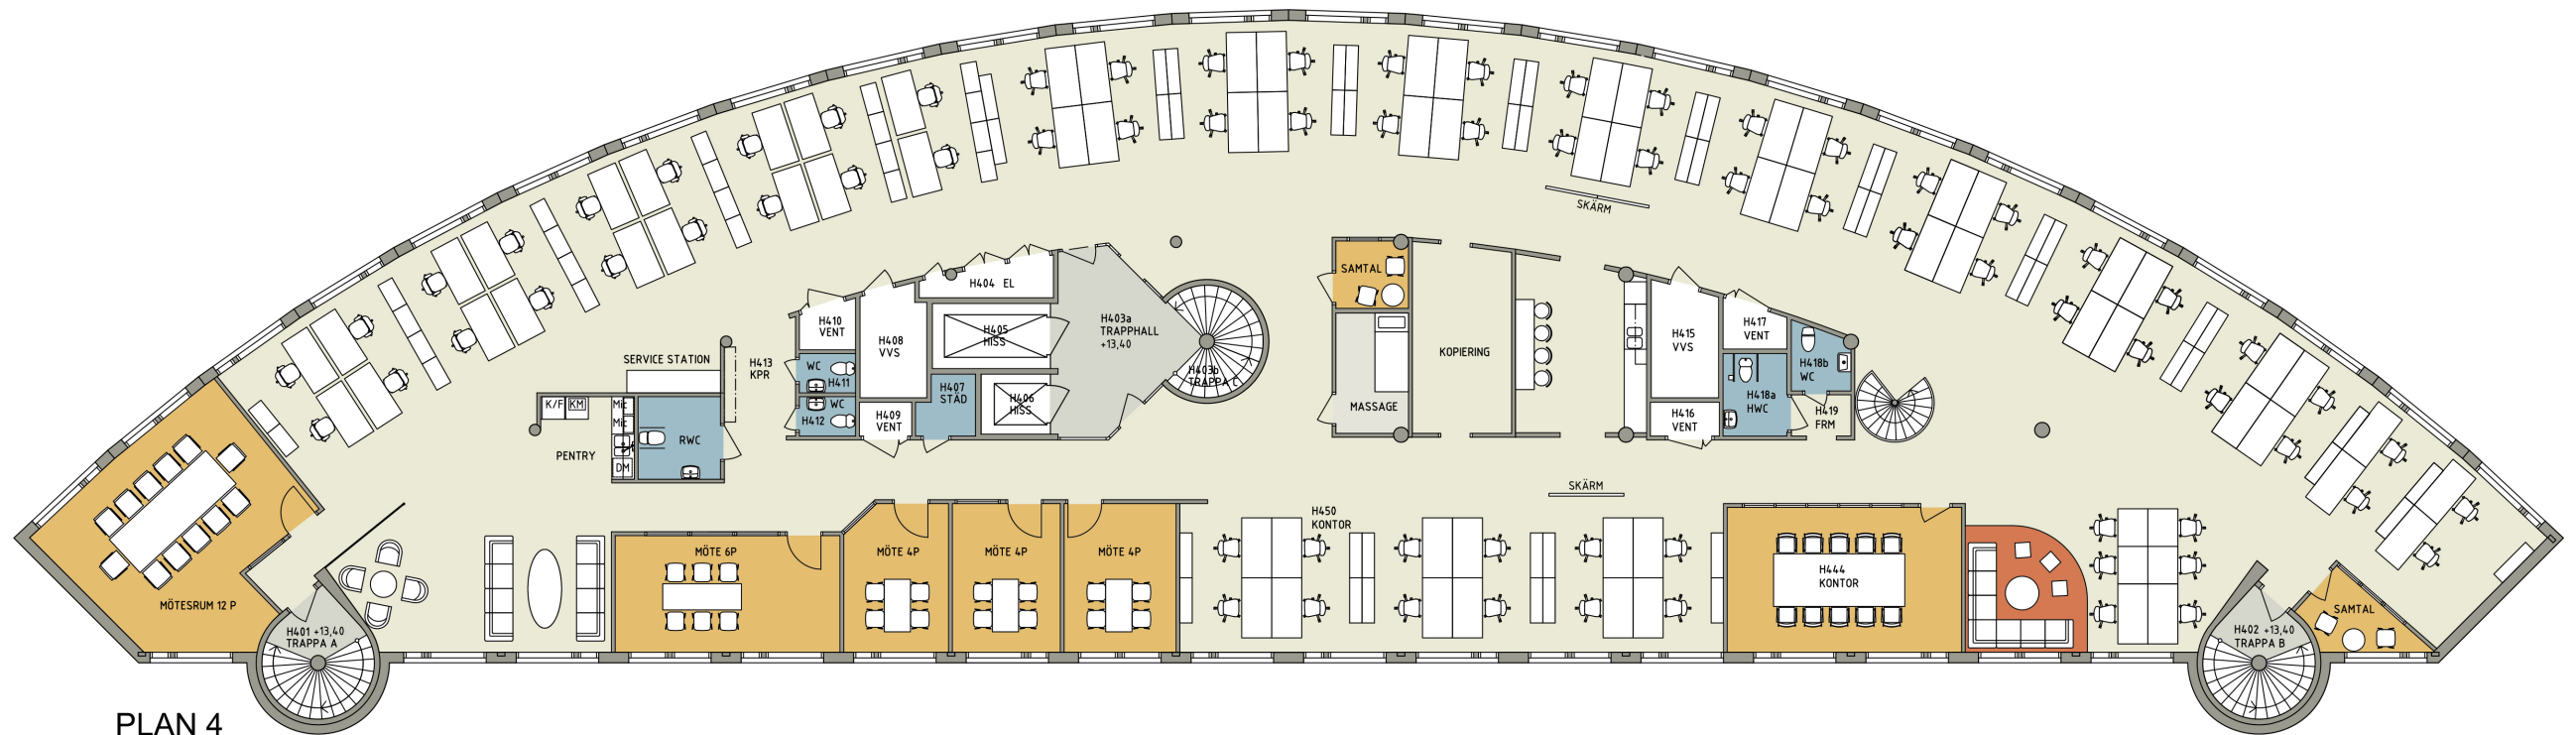 SKÄRM
SAMTAL
H404 EL
H403a
TRAPPHALL
+13,40
H410
VENT
H405
HISS
H417
VENT
H408
VVS
H415
VVS
KOPIERING
SERVICE STATION
H413
KPR
WC
H411
H403b
TRAPPA C
H418b
WC
H407
STÄD
H406
HISS
MASSAGE
H418a
HWC
K/F
KM
Mic
Mic
DM
WC
H412
H409
VENT
H416
VENT
H419
FRM
RWC
PENTRY
SKÄRM
H450
KONTOR
MÖTE 6P
MÖTE 4P
MÖTE 4P
MÖTE 4P
H444
KONTOR
MÖTESRUM 12 P
SAMTAL
H401 +13,40
TRAPPA A
H402 +13,40
TRAPPA B
PLAN 4